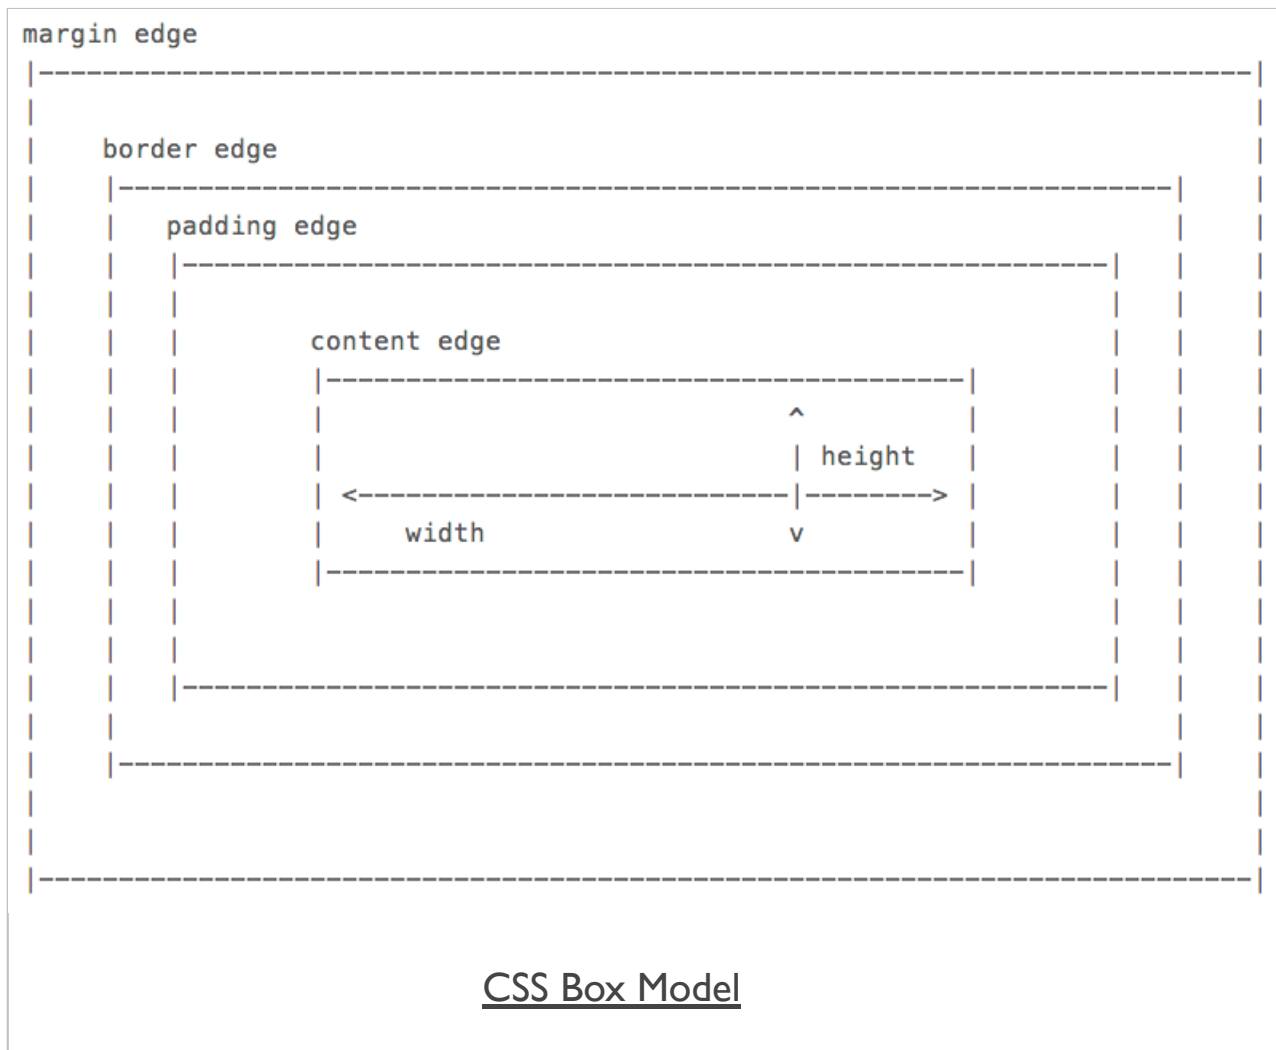 margin edge
border edge
padding edge
content edge
height
width
CSS Box Model